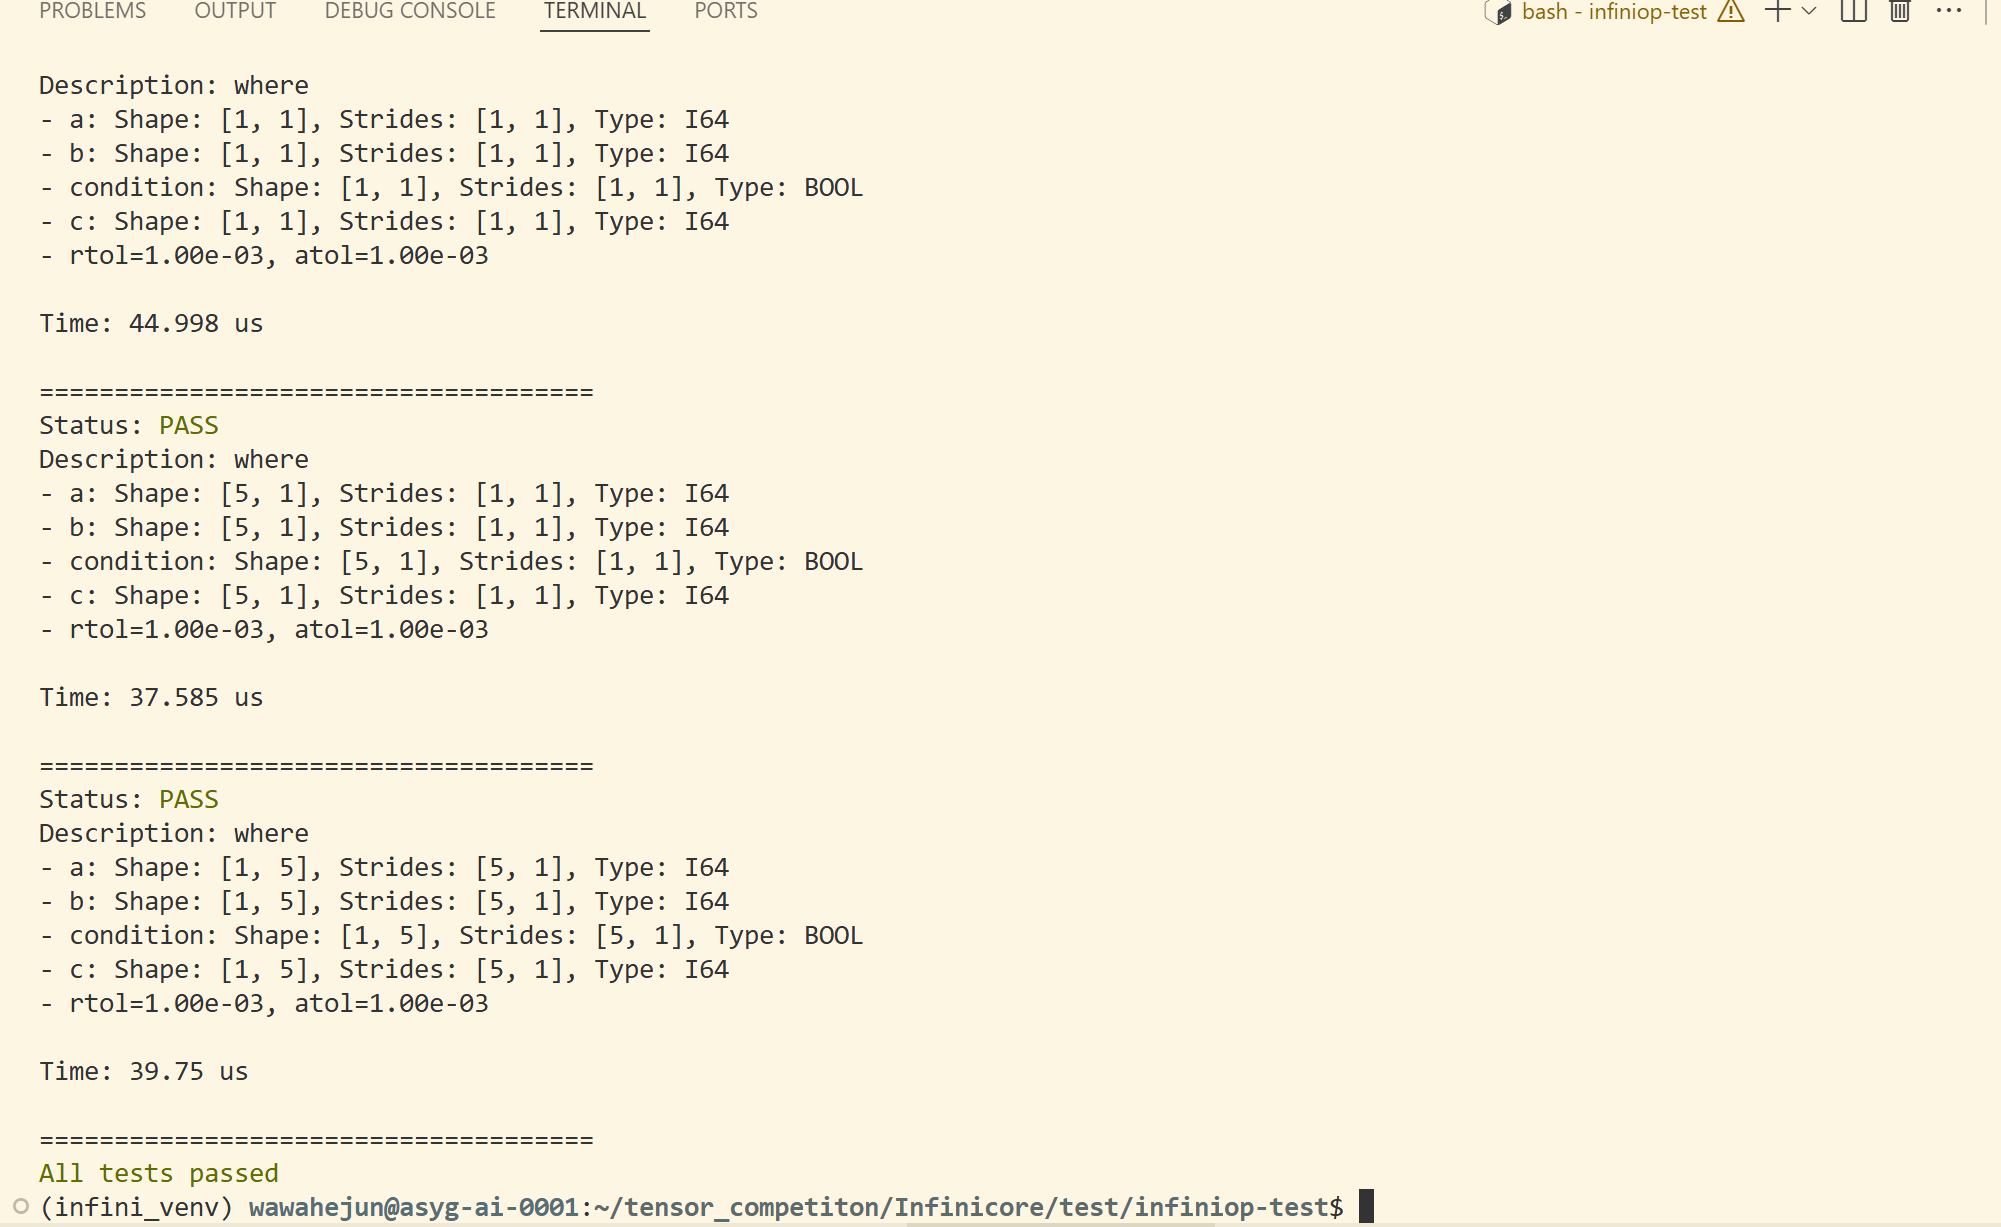 PROBLEMS OUTPUT DEBUG CONSOLE TERMINAL PORTS bash - infiniop-test
Description: where
- a: Shape: [1, 1], Strides: [1, 1], Type: I64
- b: Shape: [1, 1], Strides: [1, 1], Type: I64
- condition: Shape: [1, 1], Strides: [1, 1], Type: BOOL
- c: Shape: [1, 1], Strides: [1, 1], Type: I64
- rtol=1.00e-03, atol=1.00e-03
Time: 44.998 us
=====================================
Status: PASS
Description: where
- a: Shape: [5, 1], Strides: [1, 1], Type: I64
- b: Shape: [5, 1], Strides: [1, 1], Type: I64
- condition: Shape: [5, 1], Strides: [1, 1], Type: BOOL
- c: Shape: [5, 1], Strides: [1, 1], Type: I64
- rtol=1.00e-03, atol=1.00e-03
Time: 37.585 us
=====================================
Status: PASS
Description: where
- a: Shape: [1, 5], Strides: [5, 1], Type: I64
- b: Shape: [1, 5], Strides: [5, 1], Type: I64
- condition: Shape: [1, 5], Strides: [5, 1], Type: BOOL
- c: Shape: [1, 5], Strides: [5, 1], Type: I64
- rtol=1.00e-03, atol=1.00e-03
Time: 39.75 us
=====================================
All tests passed
(infini_venv) wawahejun@asyg-ai-0001:~/tensor_competiton/Infinicore/test/infiniop-test$